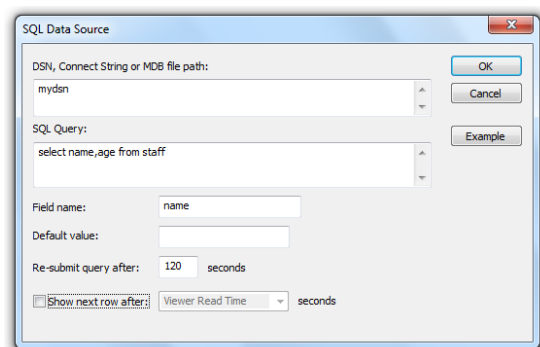 SQL Data Source
DSN, Connect String or MDB file path:
OK
mydsn
Cancel
SQL Query:
Example
select name,age from staff
Field name: name
Default value:
Re-submit query after: 120 seconds
Show next row after: Viewer Read Time seconds